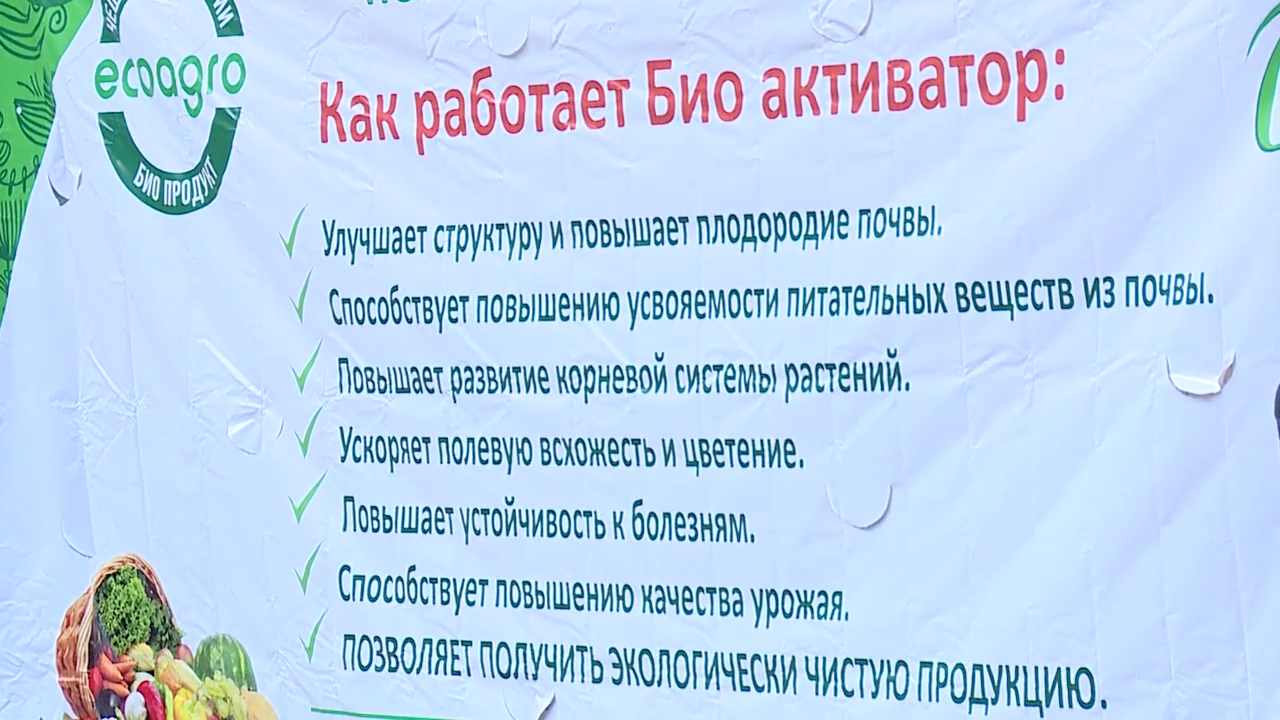 ecoagro
БИО ПРОДУКТ
Как работает Био активатор:
Улучшает структуру и повышает плодородие почвы.
Способствует повышению усвояемости питательных веществ из почвы.
Повышает развитие корневой системы растений.
Ускоряет полевую всхожесть и цветение.
Повышает устойчивость к болезням.
Способствует повышению качества урожая.
ПОЗВОЛЯЕТ ПОЛУЧИТЬ ЭКОЛОГИЧЕСКИ ЧИСТУЮ ПРОДУКЦИЮ.